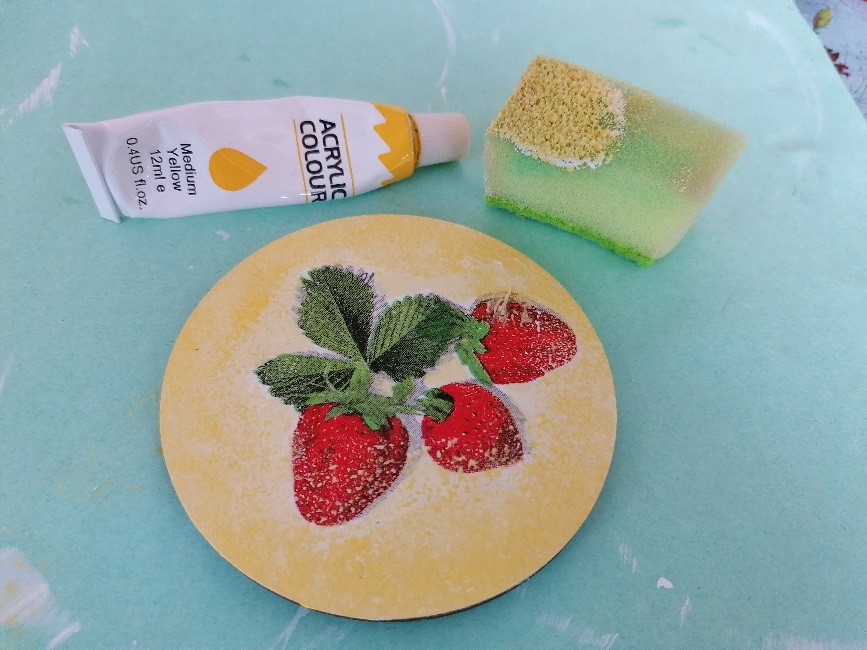 ACRYLIC
COLOUR
Medium
Yellow
12ml e
0.4US fl.oz.